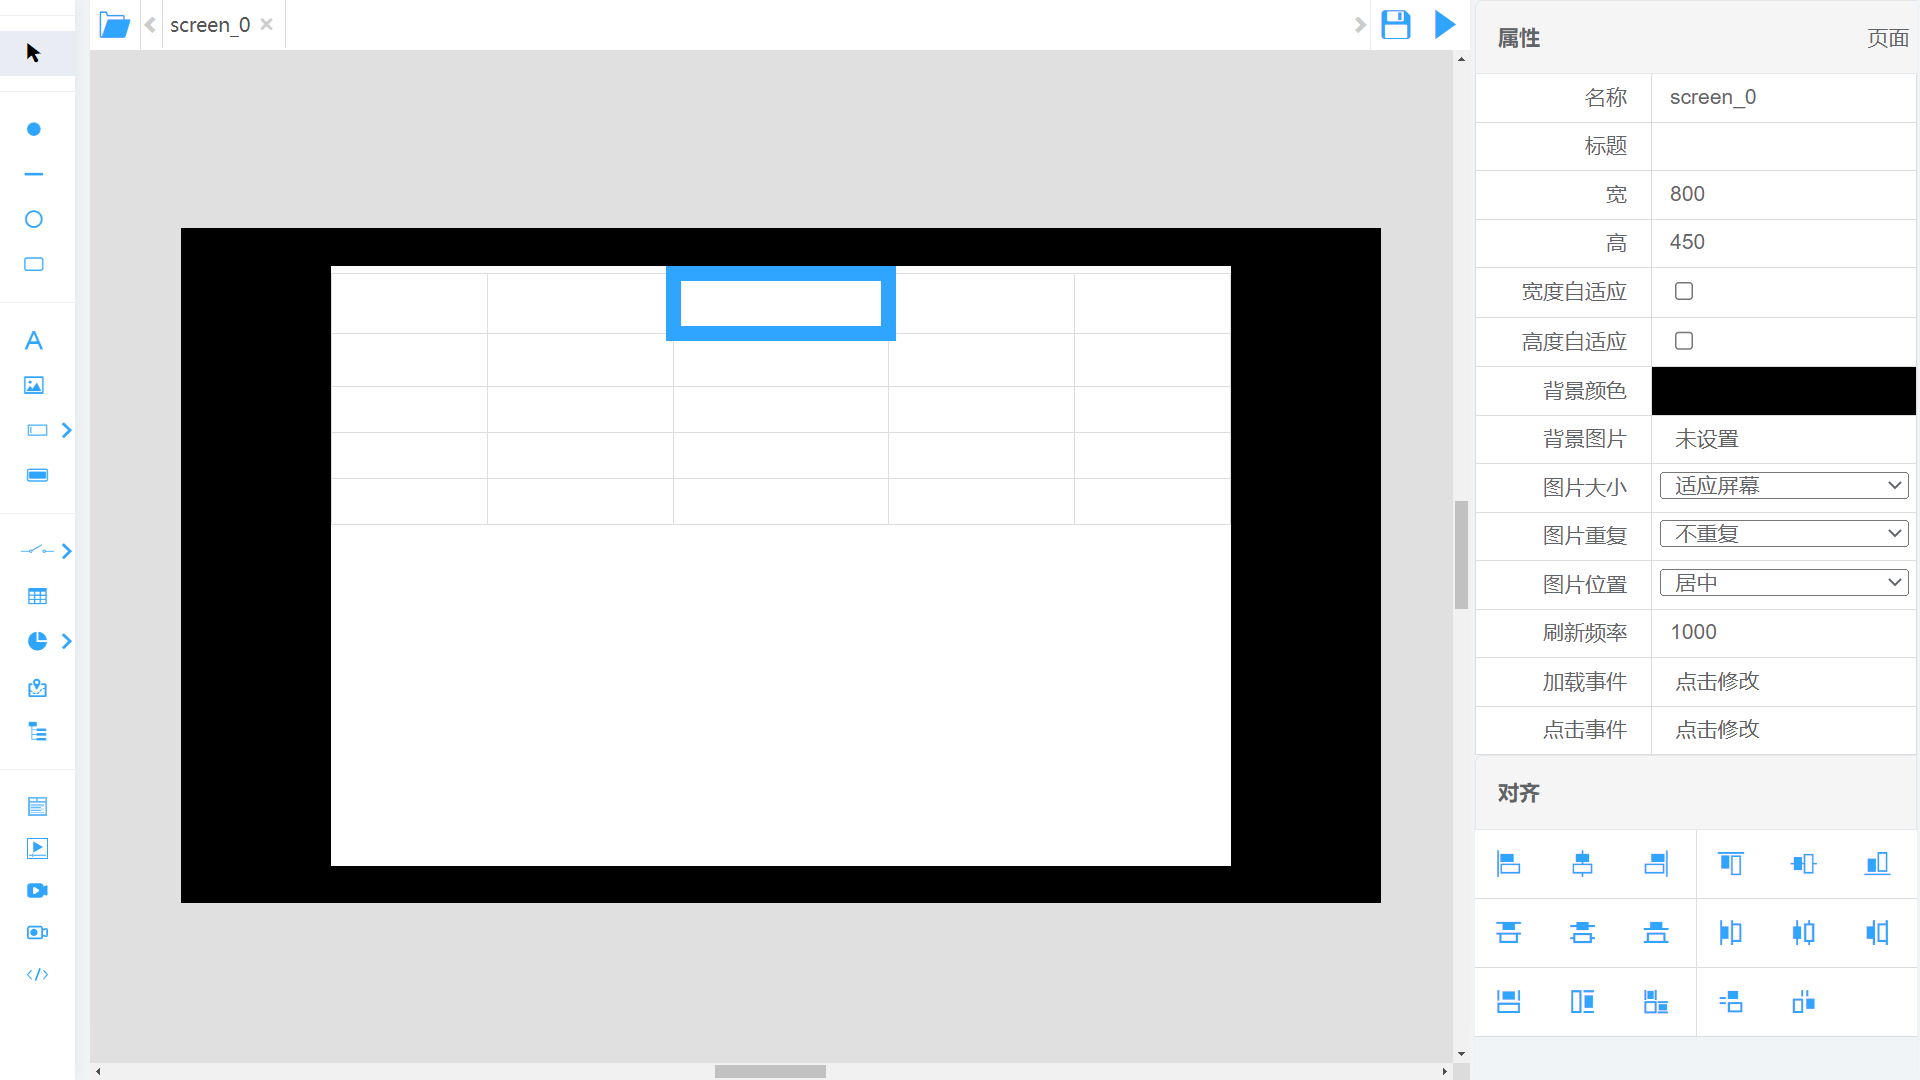 screen_0
属性
页面
名称
screen_0
标题
宽
800
高
450
宽度自适应
高度自适应
背景颜色
背景图片
未设置
图片大小
适应屏幕
图片重复
不重复
图片位置
居中
刷新频率
1000
加载事件
点击修改
点击事件
点击修改
对齐